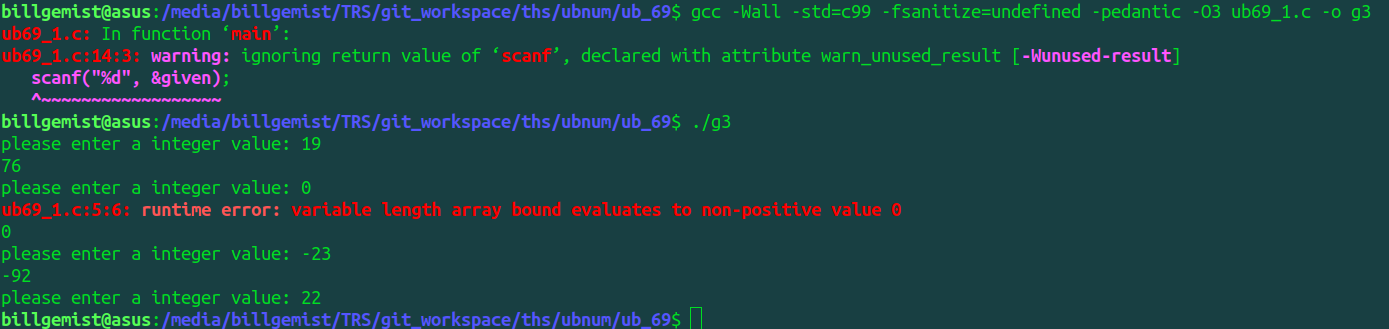 billgemist@asus:/media/billgemist/TRS/git_workspace/ths/ubnum/ub_69$ gcc -Wall -std=c99 -fsanitize=undefined -pedantic -O3 ub69_1.c -o g3
ub69_1.c: In function ‘main’:
ub69_1.c:14:3: warning: ignoring return value of ‘scanf’, declared with attribute warn_unused_result [-Wunused-result]
   scanf("%d", &given);
   ^~~~~~~~~~~~~~~~~~~
billgemist@asus:/media/billgemist/TRS/git_workspace/ths/ubnum/ub_69$ ./g3
please enter a integer value: 19
76
please enter a integer value: 0
ub69_1.c:5:6: runtime error: variable length array bound evaluates to non-positive value 0
0
please enter a integer value: -23
-92
please enter a integer value: 22
billgemist@asus:/media/billgemist/TRS/git_workspace/ths/ubnum/ub_69$